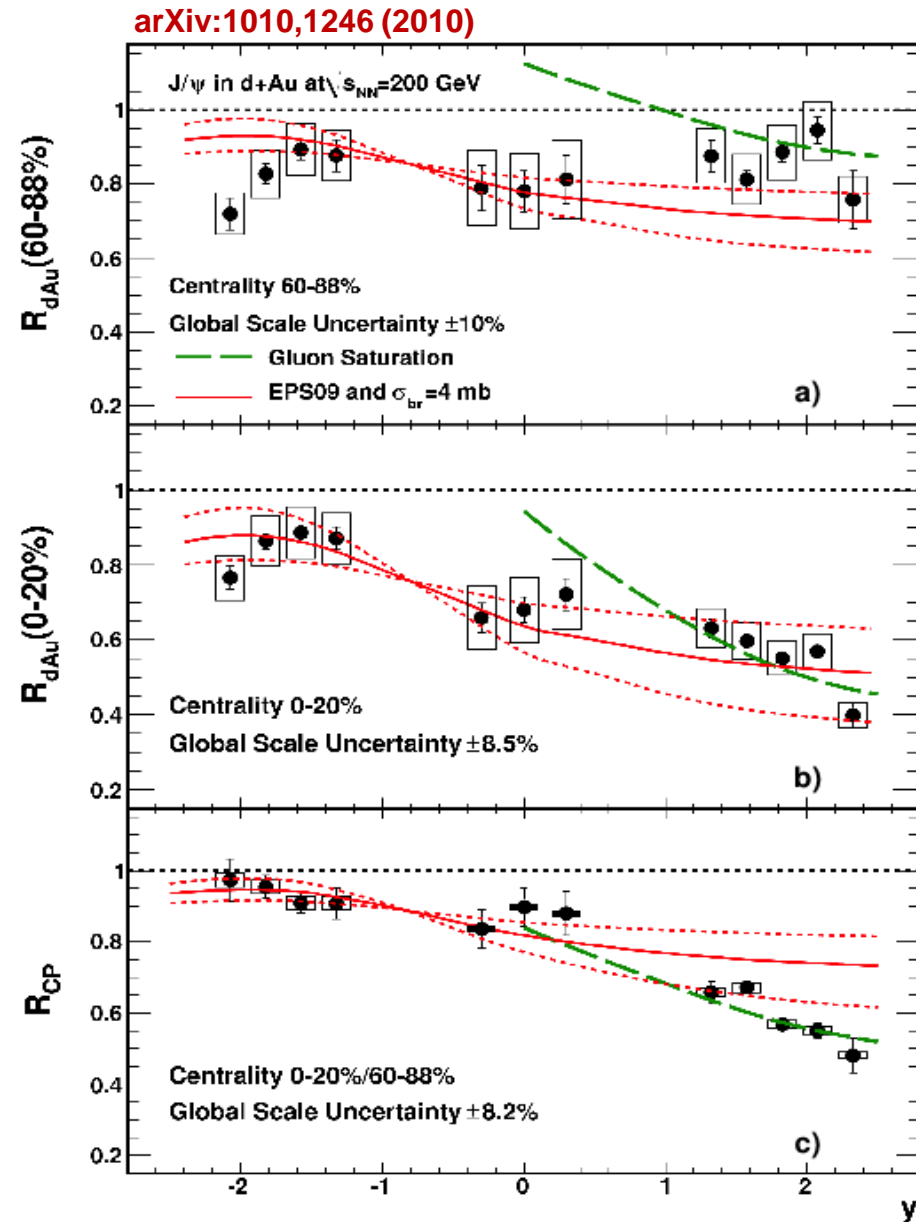 arXiv:1010,1246 (2010)
J/ψ in d+Au at √s_NN=200 GeV
R_dAu(60-88%)
1
0.8
0.6
0.4
0.2
Centrality 60-88%
Global Scale Uncertainty ±10%
Gluon Saturation
EPS09 and σ_br=4 mb
a)
R_dAu(0-20%)
1
0.8
0.6
0.4
0.2
Centrality 0-20%
Global Scale Uncertainty ±8.5%
b)
R_CP
1
0.8
0.6
0.4
0.2
Centrality 0-20%/60-88%
Global Scale Uncertainty ±8.2%
c)
-2 -1 0 1 2
y